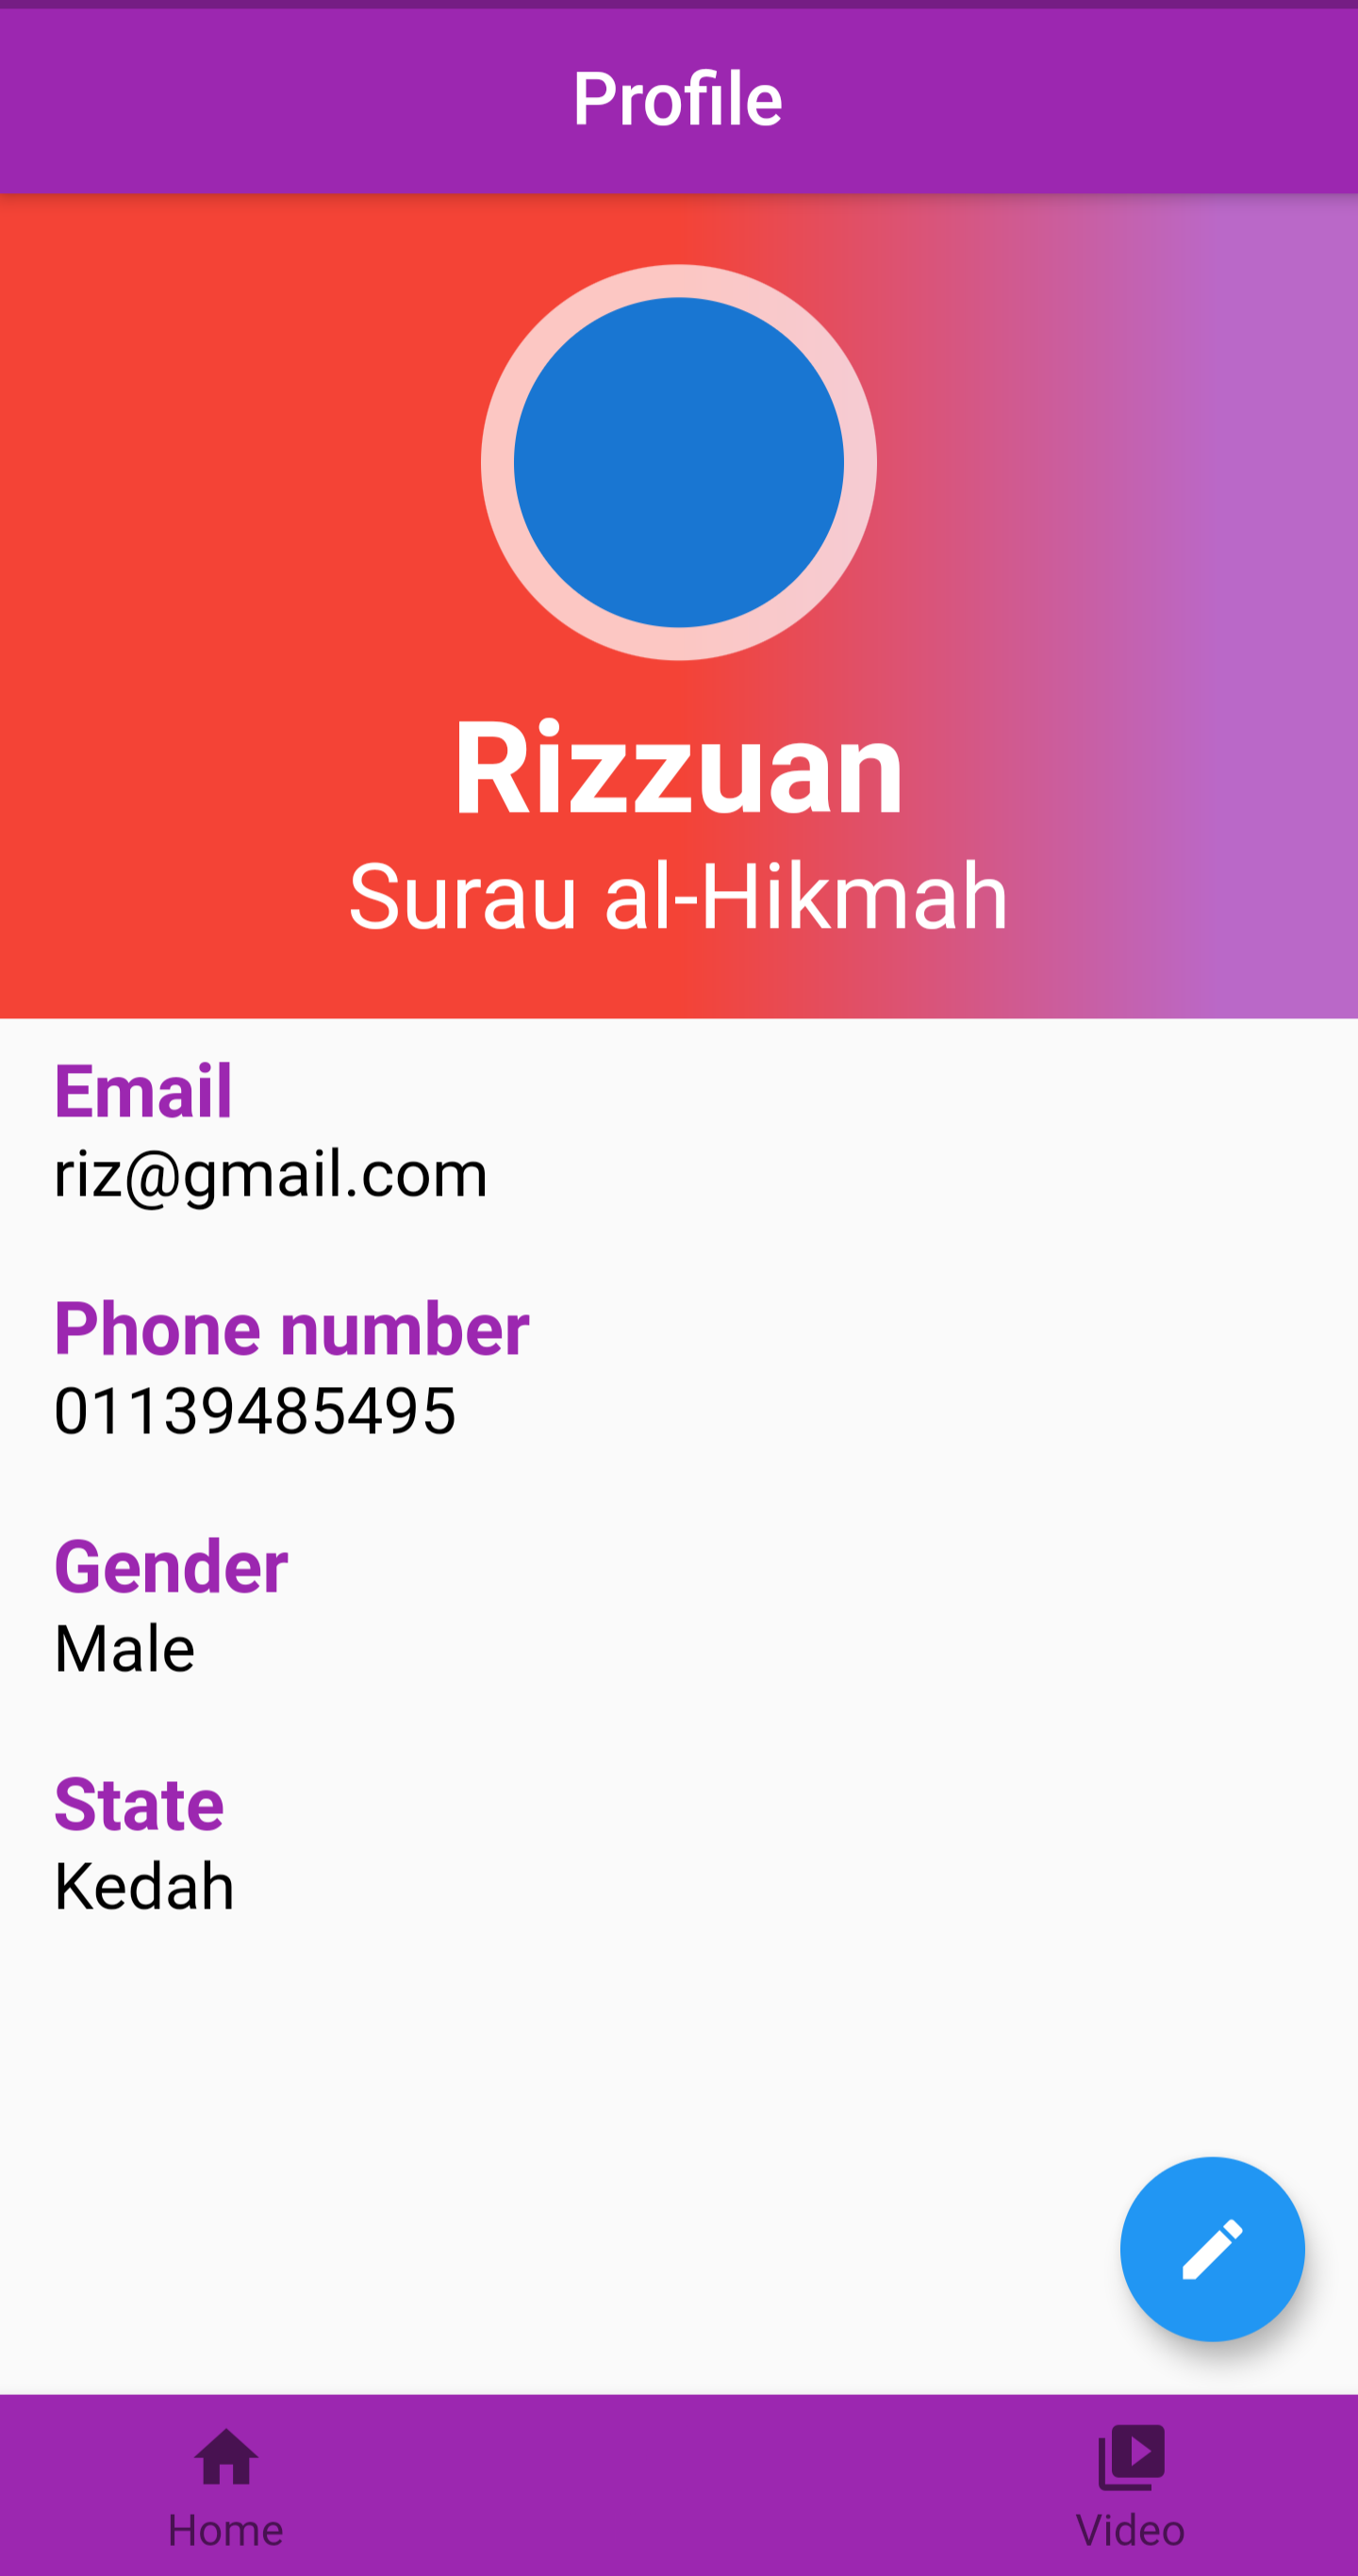 Profile
Rizzuan
Surau al-Hikmah
Email
riz@gmail.com
Phone number
01139485495
Gender
Male
State
Kedah
Home
Video